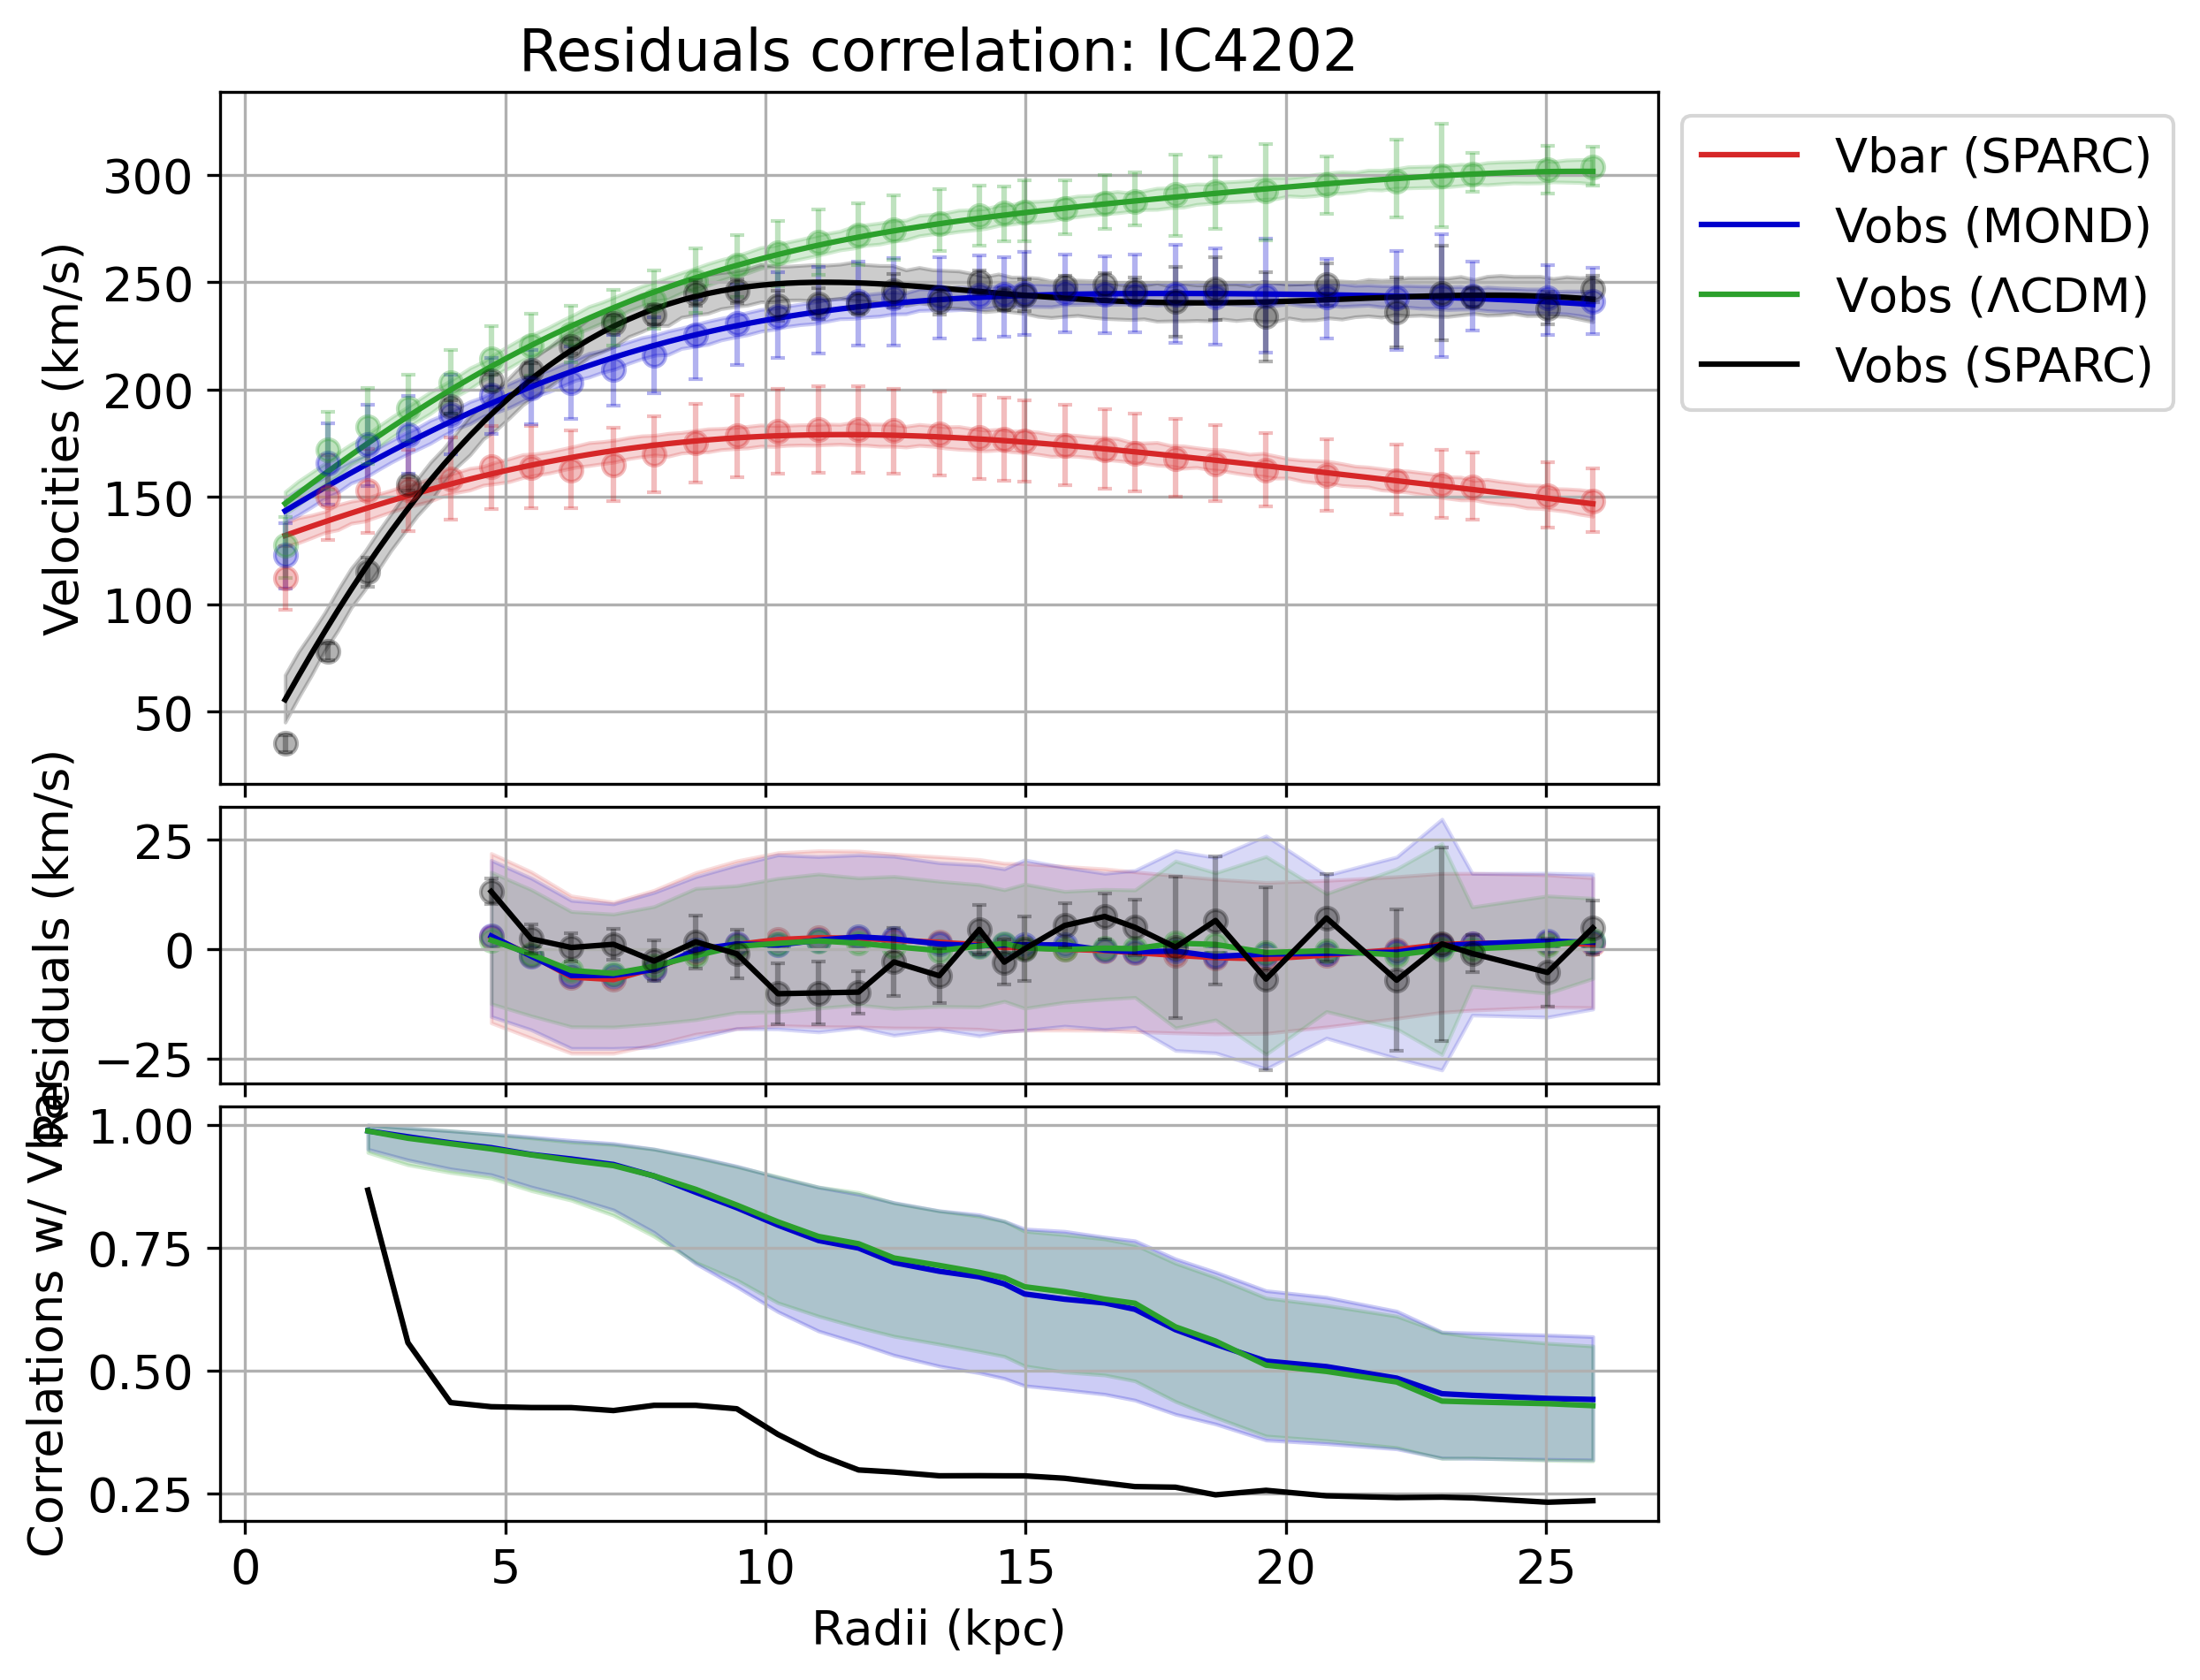 Residuals correlation: IC4202
Velocities (km/s)
300
250
200
150
100
50
Vbar (SPARC)
Vobs (MOND)
Vobs (ΛCDM)
Vobs (SPARC)
Residuals (km/s)
25
0
−25
Correlations w/ Vbar
1.00
0.75
0.50
0.25
0 5 10 15 20 25
Radii (kpc)